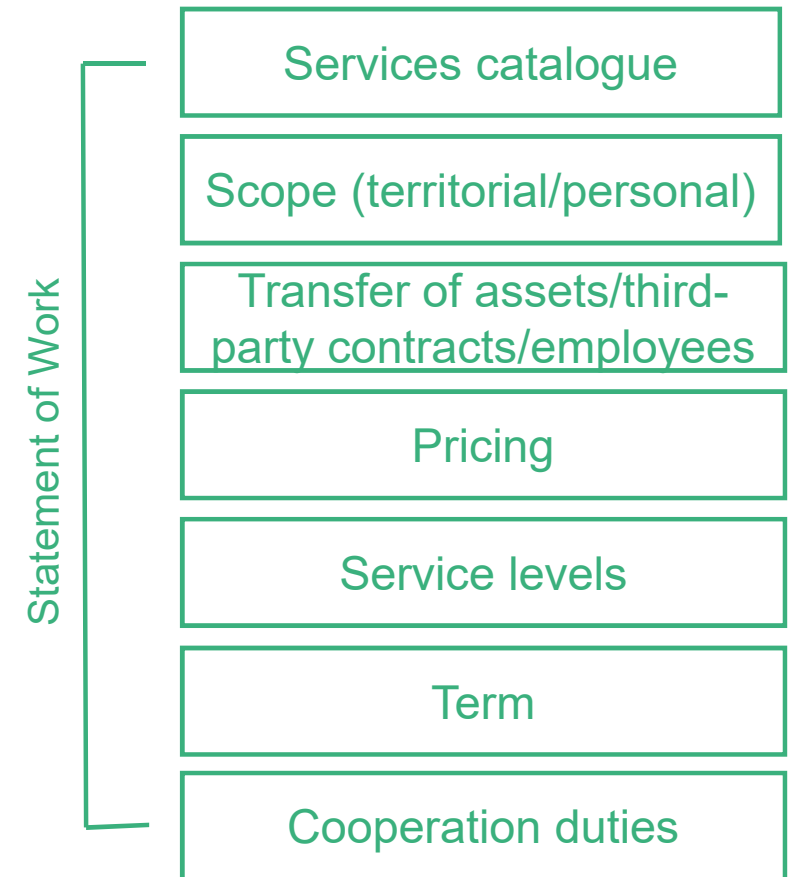 Statement of Work
Services catalogue
Scope (territorial/personal)
Transfer of assets/third-
party contracts/employees
Pricing
Service levels
Term
Cooperation duties